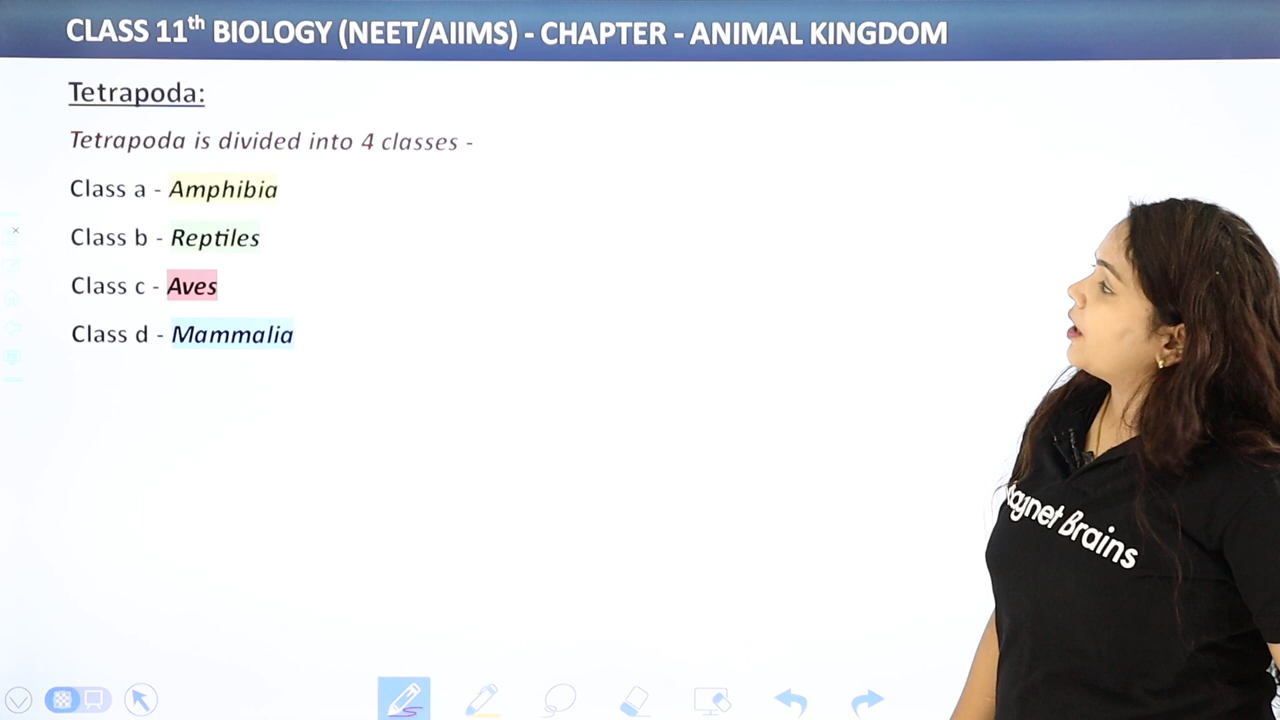 CLASS 11th BIOLOGY (NEET/AIIMS) - CHAPTER - ANIMAL KINGDOM
Tetrapoda:
Tetrapoda is divided into 4 classes -
Class a - Amphibia
Class b - Reptiles
Class c - Aves
Class d - Mammalia
agnet Brains